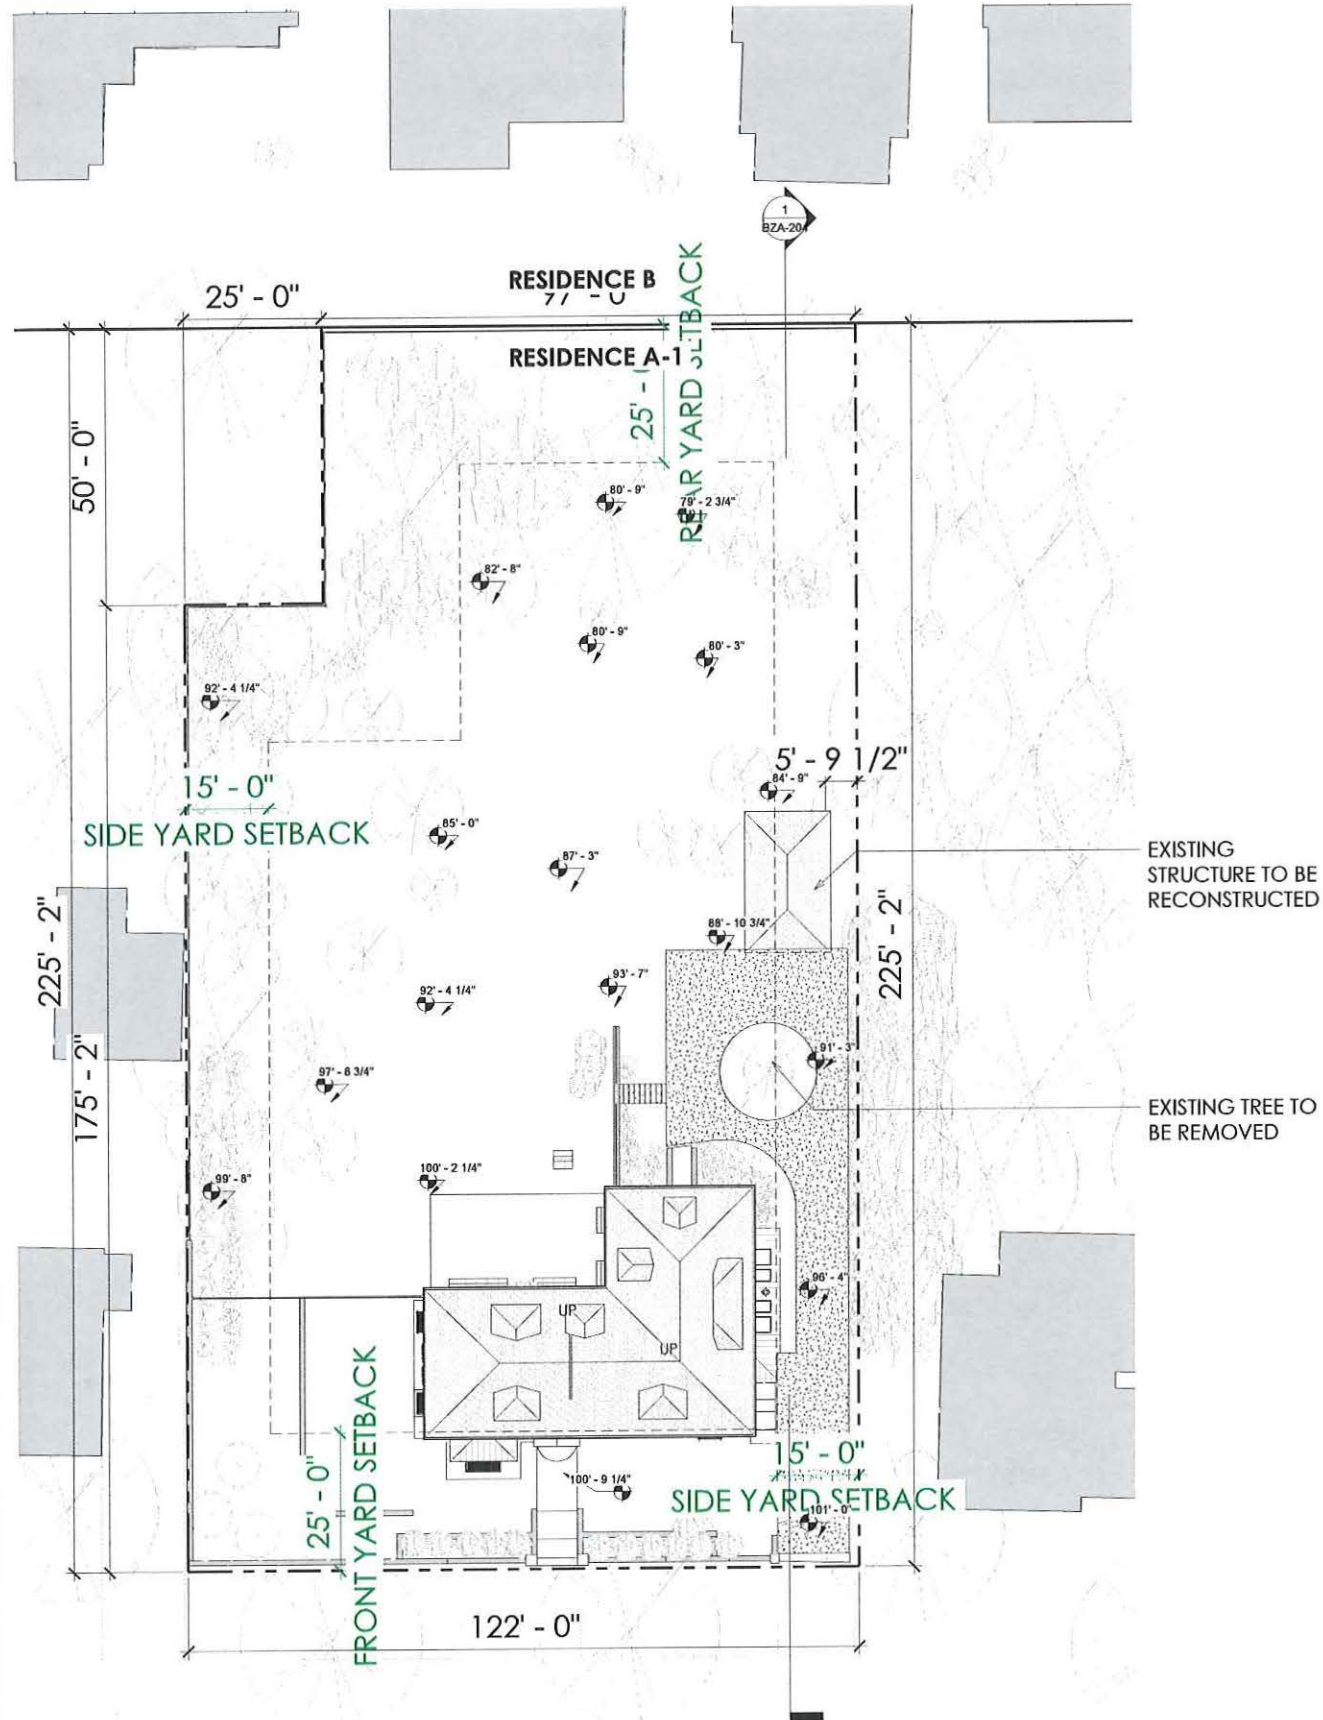 1
BZA-204
RESIDENCE B
25' - 0"
RESIDENCE A-1
25' - 0"
REAR YARD SETBACK
50' - 0"
80' - 9"
79' - 2 3/4"
82' - 8"
80' - 9"
80' - 3"
92' - 4 1/4"
5' - 9 1/2"
84' - 9"
15' - 0"
SIDE YARD SETBACK
85' - 0"
87' - 3"
EXISTING
STRUCTURE TO BE
RECONSTRUCTED
88' - 10 3/4"
225' - 2"
225' - 2"
93' - 7"
92' - 4 1/4"
175' - 2"
91' - 3"
97' - 8 3/4"
EXISTING TREE TO
BE REMOVED
99' - 8"
100' - 2 1/4"
96' - 4"
UP
UP
25' - 0"
FRONT YARD SETBACK
15' - 0"
SIDE YARD SETBACK
100' - 9 1/4"
101' - 0"
122' - 0"